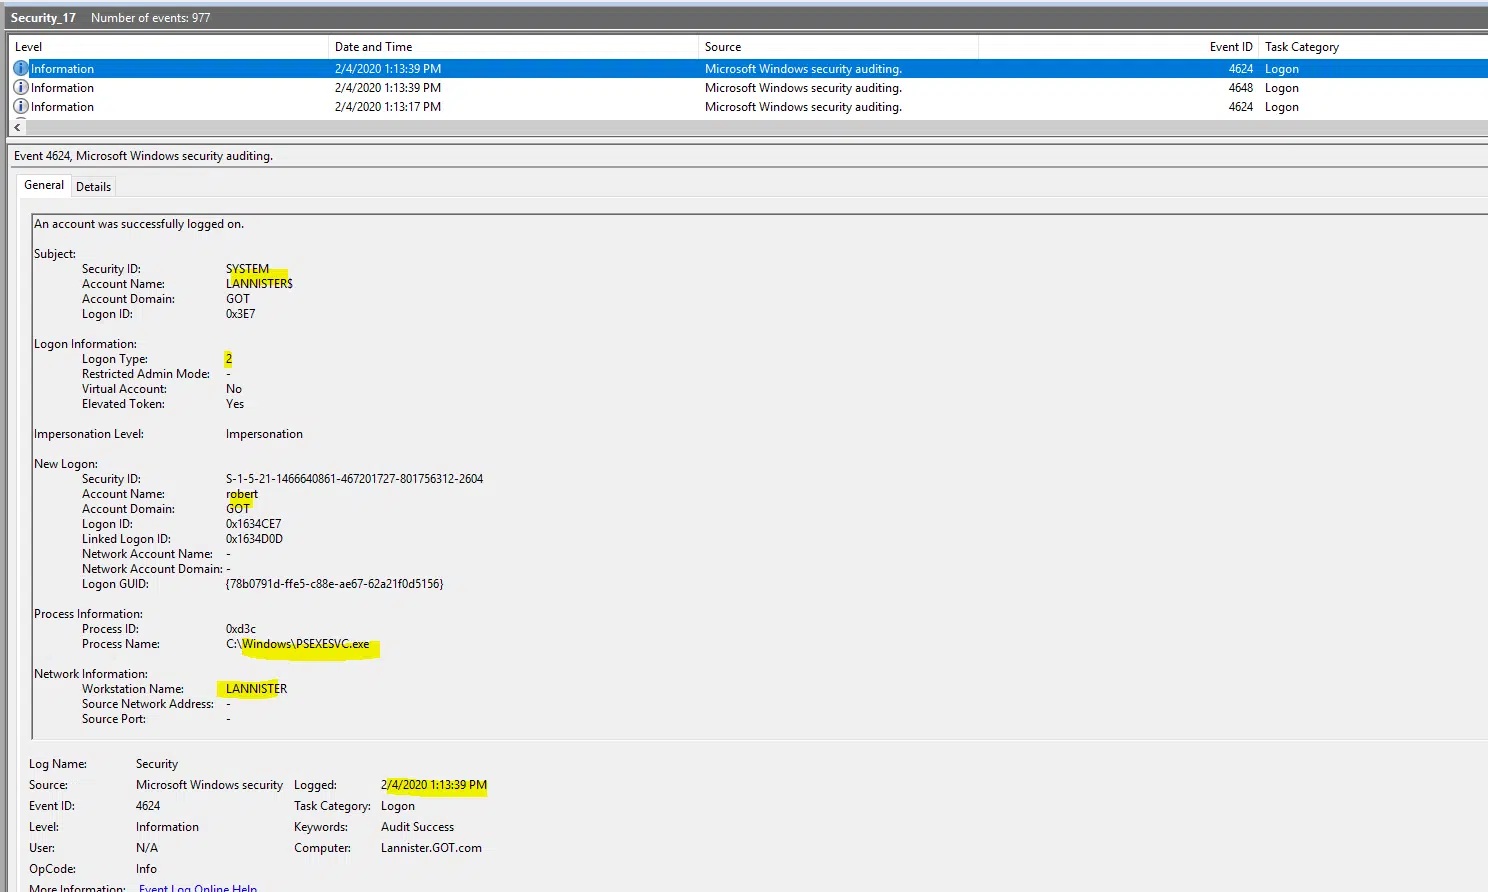 Security_17 Number of events: 977
Level Date and Time Source Event ID Task Category
Information 2/4/2020 1:13:39 PM Microsoft Windows security auditing. 4624 Logon
Information 2/4/2020 1:13:39 PM Microsoft Windows security auditing. 4648 Logon
Information 2/4/2020 1:13:17 PM Microsoft Windows security auditing. 4624 Logon
Event 4624, Microsoft Windows security auditing.
General Details
An account was successfully logged on.
Subject:
Security ID: SYSTEM
Account Name: LANNISTER$
Account Domain: GOT
Logon ID: 0x3E7
Logon Information:
Logon Type: 2
Restricted Admin Mode: -
Virtual Account: No
Elevated Token: Yes
Impersonation Level: Impersonation
New Logon:
Security ID: S-1-5-21-1466640861-467201727-801756312-2604
Account Name: robert
Account Domain: GOT
Logon ID: 0x1634CE7
Linked Logon ID: 0x1634D0D
Network Account Name: -
Network Account Domain: -
Logon GUID: {78b0791d-ffe5-c88e-ae67-62a21f0d5156}
Process Information:
Process ID: 0xd3c
Process Name: C:\Windows\PSEXESVC.exe
Network Information:
Workstation Name: LANNISTER
Source Network Address: -
Source Port: -
Log Name: Security
Source: Microsoft Windows security Logged: 2/4/2020 1:13:39 PM
Event ID: 4624 Task Category: Logon
Level: Information Keywords: Audit Success
User: N/A Computer: Lannister.GOT.com
OpCode: Info
More Information: Event Log Online Help